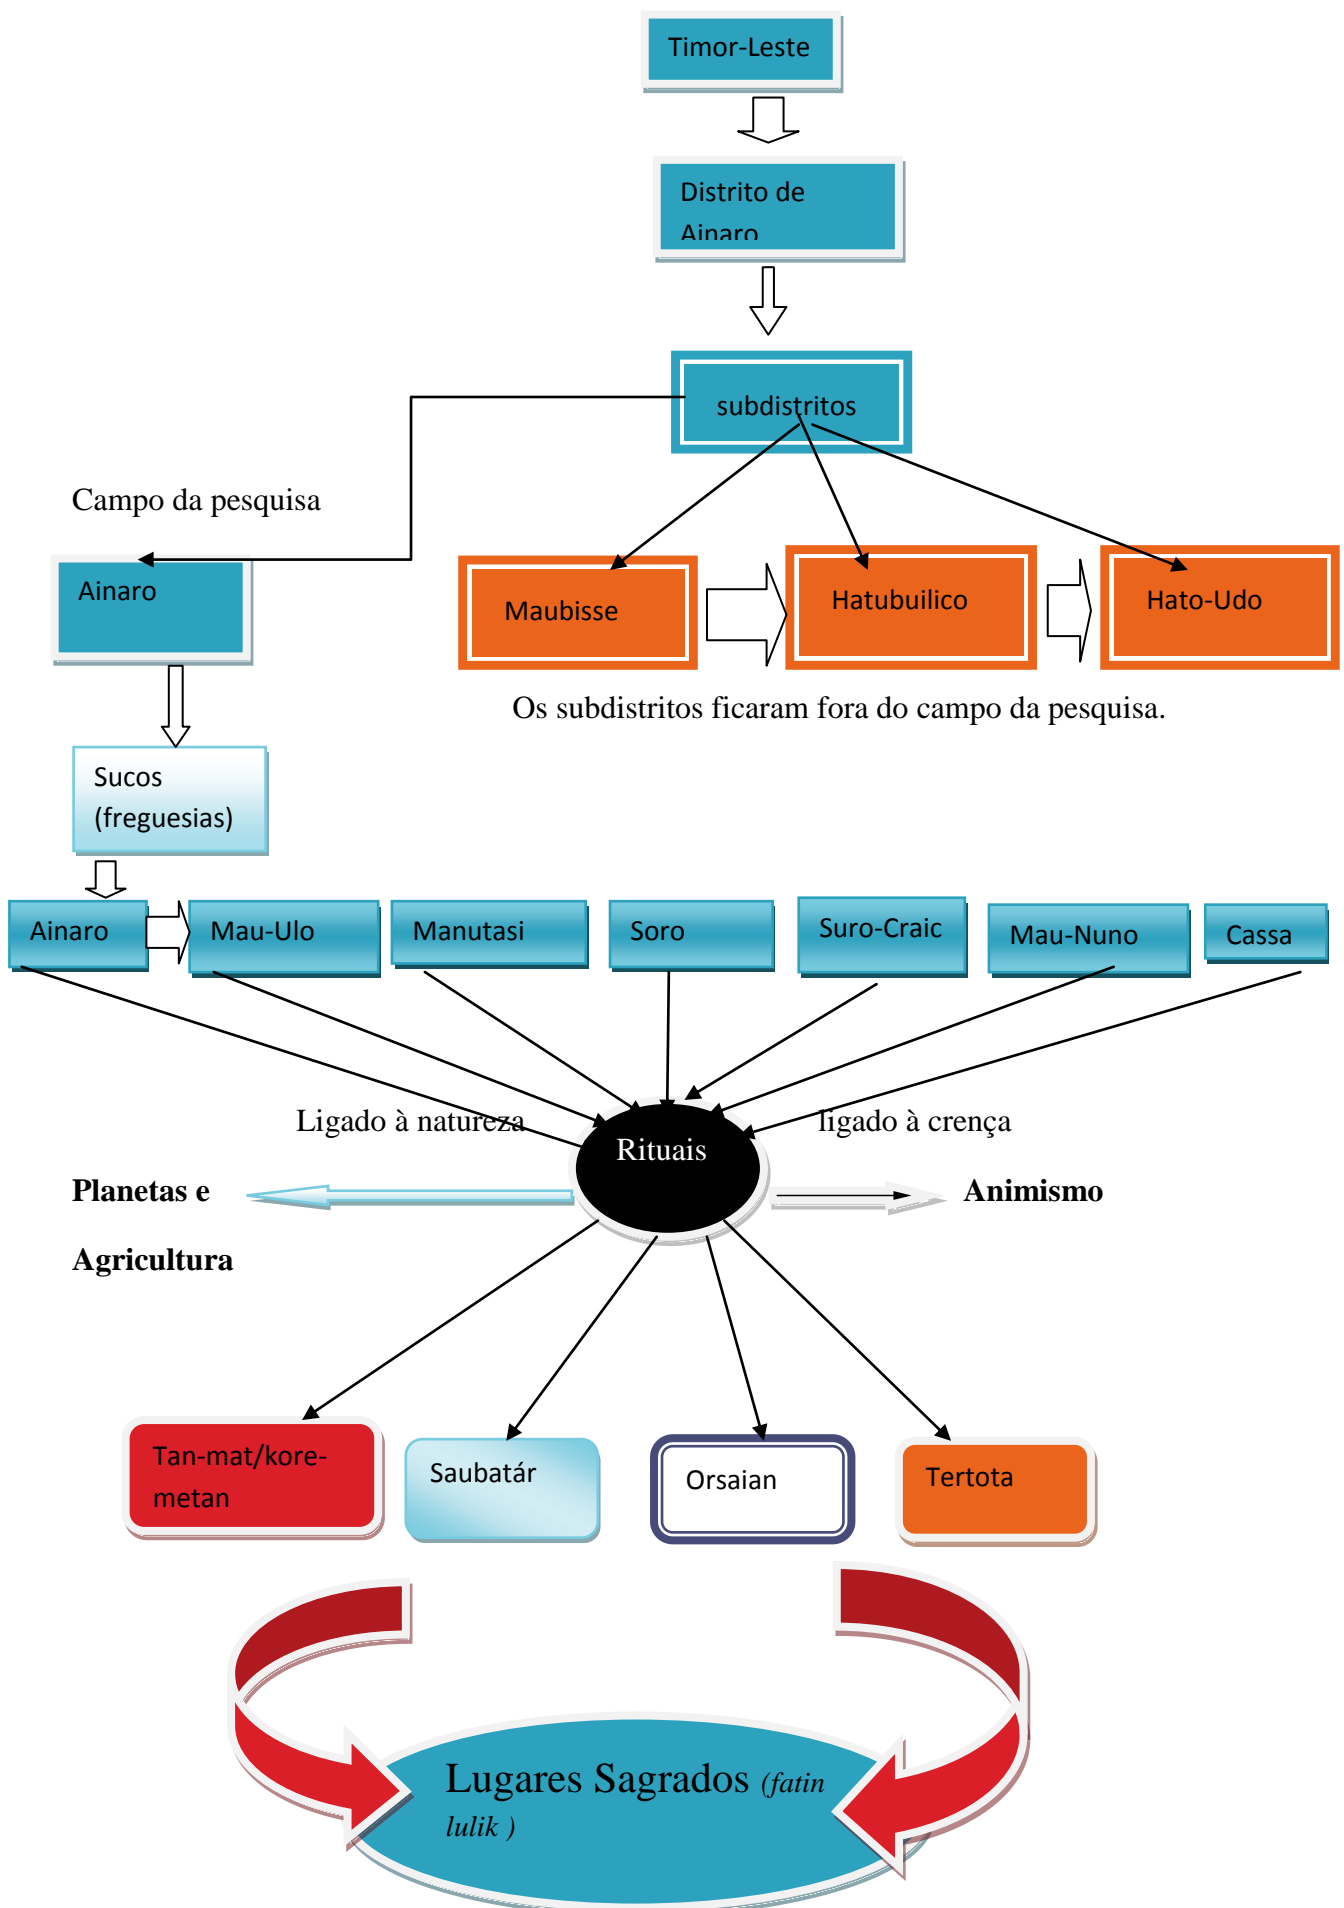 Timor-Leste
Distrito de
Ainaro
subdistritos
Campo da pesquisa
Ainaro
Maubisse
Hatubuilico
Hato-Udo
Os subdistritos ficaram fora do campo da pesquisa.
Sucos
(freguesias)
Ainaro
Mau-Ulo
Manutasi
Soro
Suro-Craic
Mau-Nuno
Cassa
Ligado à natureza
ligado à crença
Rituais
Planetas e
Agricultura
Animismo
Tan-mat/kore-
metan
Saubatár
Orsaian
Tertota
Lugares Sagrados (fatin
lulik )